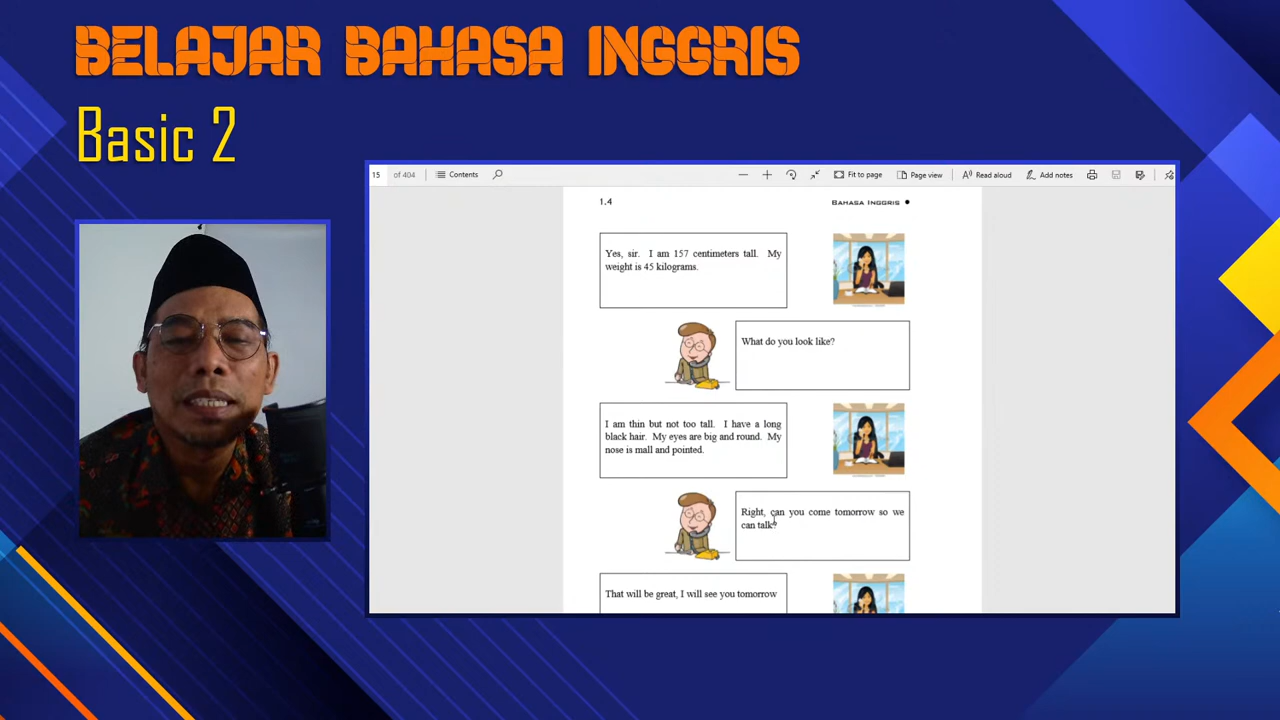 BELAJAR BAHASA INGGRIS
Basic 2
15 of 404 Contents Fit to page Page view Read aloud Add notes
1.4 BAHASA INGGRIS ●
Yes, sir. I am 157 centimeters tall. My
weight is 45 kilograms.
What do you look like?
I am thin but not too tall. I have a long
black hair. My eyes are big and round. My
nose is mall and pointed.
Right, can you come tomorrow so we
can talk?
That will be great, I will see you tomorrow